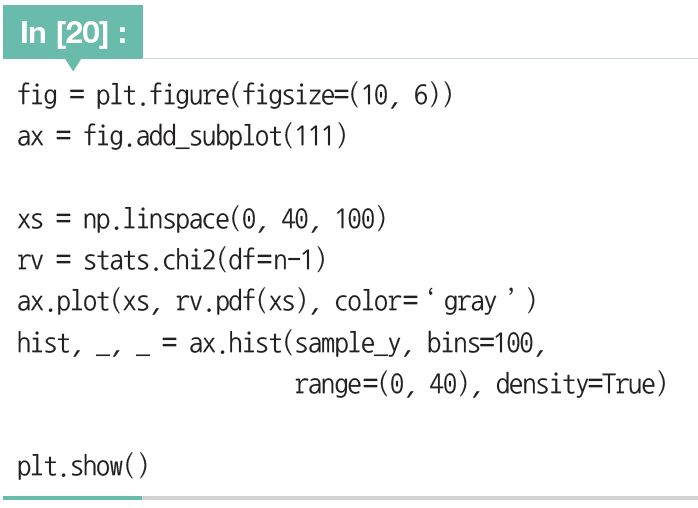 In [20] :
fig = plt.figure(figsize=(10, 6))
ax = fig.add_subplot(111)
xs = np.linspace(0, 40, 100)
rv = stats.chi2(df=n-1)
ax.plot(xs, rv.pdf(xs), color= ‘ gray ’ )
hist, _, _ = ax.hist(sample_y, bins=100,
range=(0, 40), density=True)
plt.show()